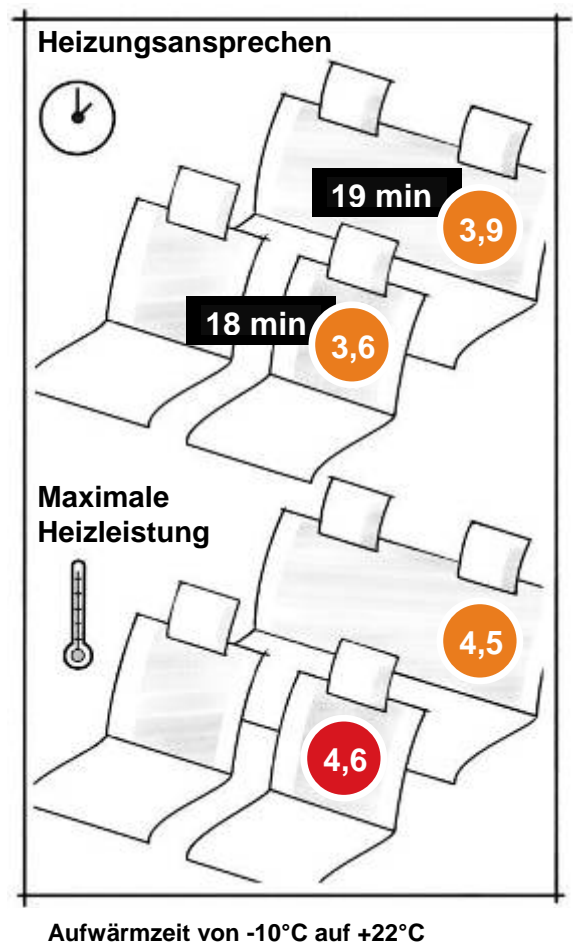 Heizungsansprechen
19 min
3,9
18 min
3,6
Maximale
Heizleistung
4,5
4,6
Aufwärmzeit von -10°C auf +22°C